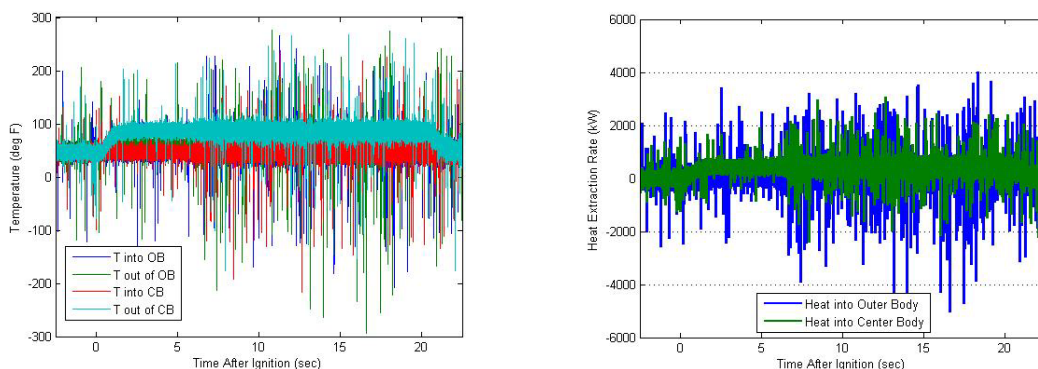 300
200
100
0
-100
-200
-300
Temperature (deg F)
T into OB
T out of OB
T into CB
T out of CB
0 5 10 15 20
Time After Ignition (sec)
6000
4000
2000
0
-2000
-4000
-6000
Heat Extraction Rate (kW)
Heat into Outer Body
Heat into Center Body
0 5 10 15 20
Time After Ignition (sec)